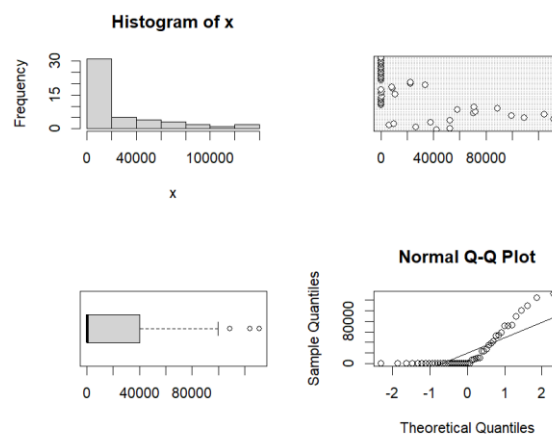 Histogram of x
Frequency
0 15 30
0 40000 100000
x
0 40000 80000
0 40000 80000
Normal Q-Q Plot
Sample Quantiles
0 80000
-2 -1 0 1 2
Theoretical Quantiles